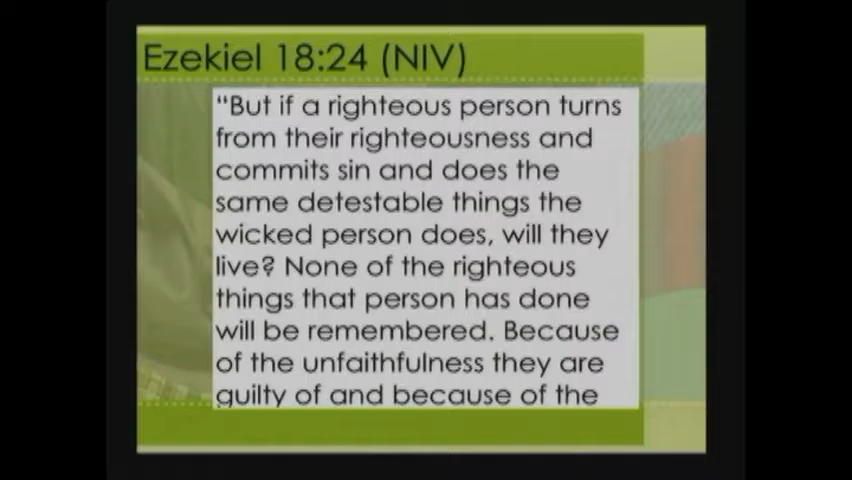 Ezekiel 18:24 (NIV)
“But if a righteous person turns
from their righteousness and
commits sin and does the
same detestable things the
wicked person does, will they
live? None of the righteous
things that person has done
will be remembered. Because
of the unfaithfulness they are
guilty of and because of the